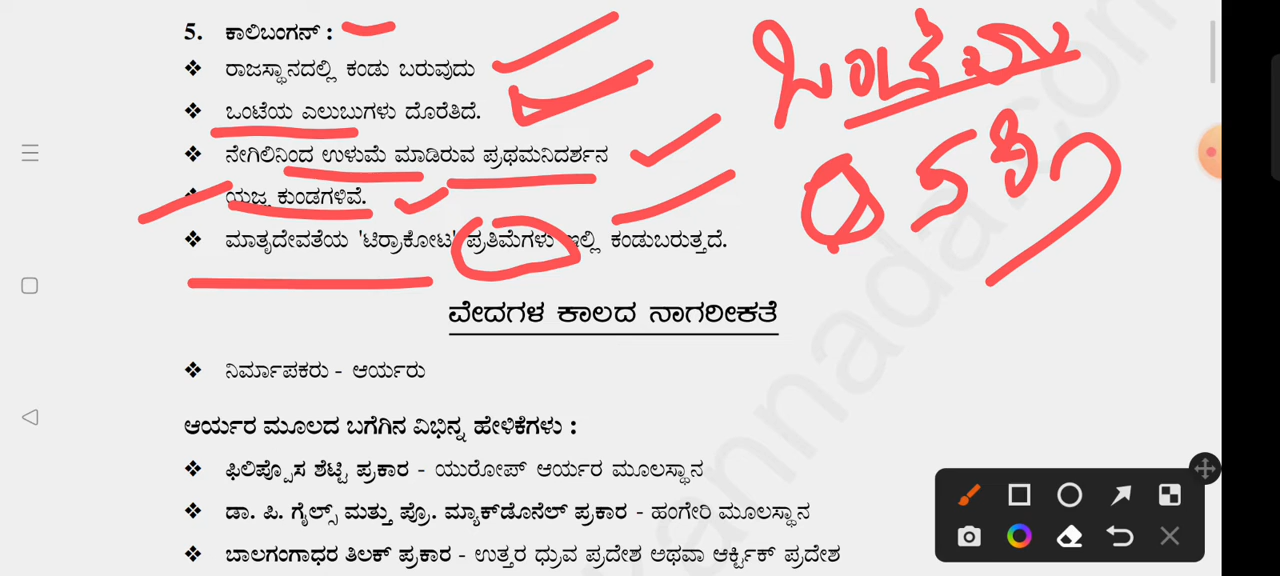 5. ಕಾಲಿಬಂಗನ್ :
❖ ರಾಜಸ್ಥಾನದಲ್ಲಿ ಕಂಡು ಬರುವುದು
❖ ಒಂಟೆಯ ಎಲುಬುಗಳು ದೊರೆತಿದೆ.
❖ ನೇಗಿಲಿನಿಂದ ಉಳುಮೆ ಮಾಡಿರುವ ಪ್ರಥಮನಿದರ್ಶನ
❖ ಯಜ್ಞ ಕುಂಡಗಳಿವೆ.
❖ ಮಾತೃದೇವತೆಯ 'ಟಿರ್‍ರಾಕೋಟ' ಪ್ರತಿಮೆಗಳು ಇಲ್ಲಿ ಕಂಡುಬರುತ್ತದೆ.
ವೇದಗಳ ಕಾಲದ ನಾಗರೀಕತೆ
❖ ನಿರ್ಮಾಪಕರು - ಆರ್ಯರು
ಆರ್ಯರ ಮೂಲದ ಬಗೆಗಿನ ವಿಭಿನ್ನ ಹೇಳಿಕೆಗಳು :
❖ ಫಿಲಿಪ್ಪೊಸ ಶೆಟ್ಟಿ ಪ್ರಕಾರ - ಯುರೋಪ್ ಆರ್ಯರ ಮೂಲಸ್ಥಾನ
❖ ಡಾ. ಪಿ. ಗೈಲ್ಸ್ ಮತ್ತು ಪ್ರೊ. ಮ್ಯಾಕ್‌ಡೊನೆಲ್ ಪ್ರಕಾರ - ಹಂಗೇರಿ ಮೂಲಸ್ಥಾನ
❖ ಬಾಲಗಂಗಾಧರ ತಿಲಕ್ ಪ್ರಕಾರ - ಉತ್ತರ ಧ್ರುವ ಪ್ರದೇಶ ಅಥವಾ ಆರ್ಕ್ಟಿಕ್ ಪ್ರದೇಶ